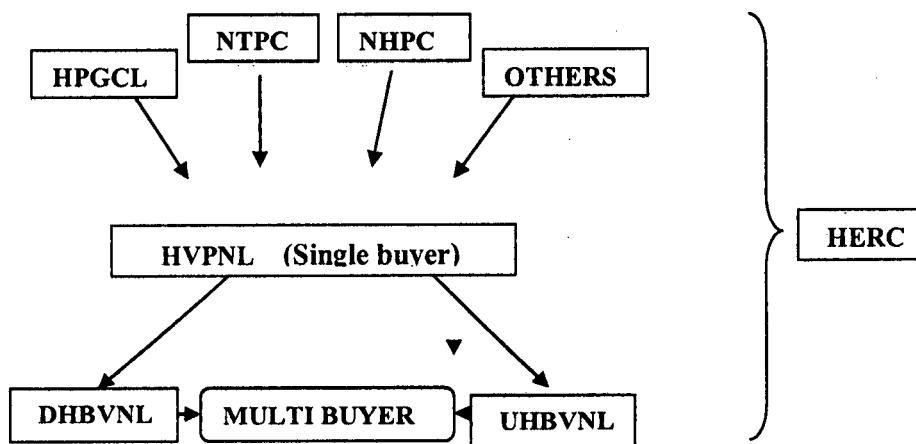 NTPC
NHPC
HPGCL
OTHERS
HVPNL (Single buyer)
HERC
DHBVNL
MULTI BUYER
UHBVNL